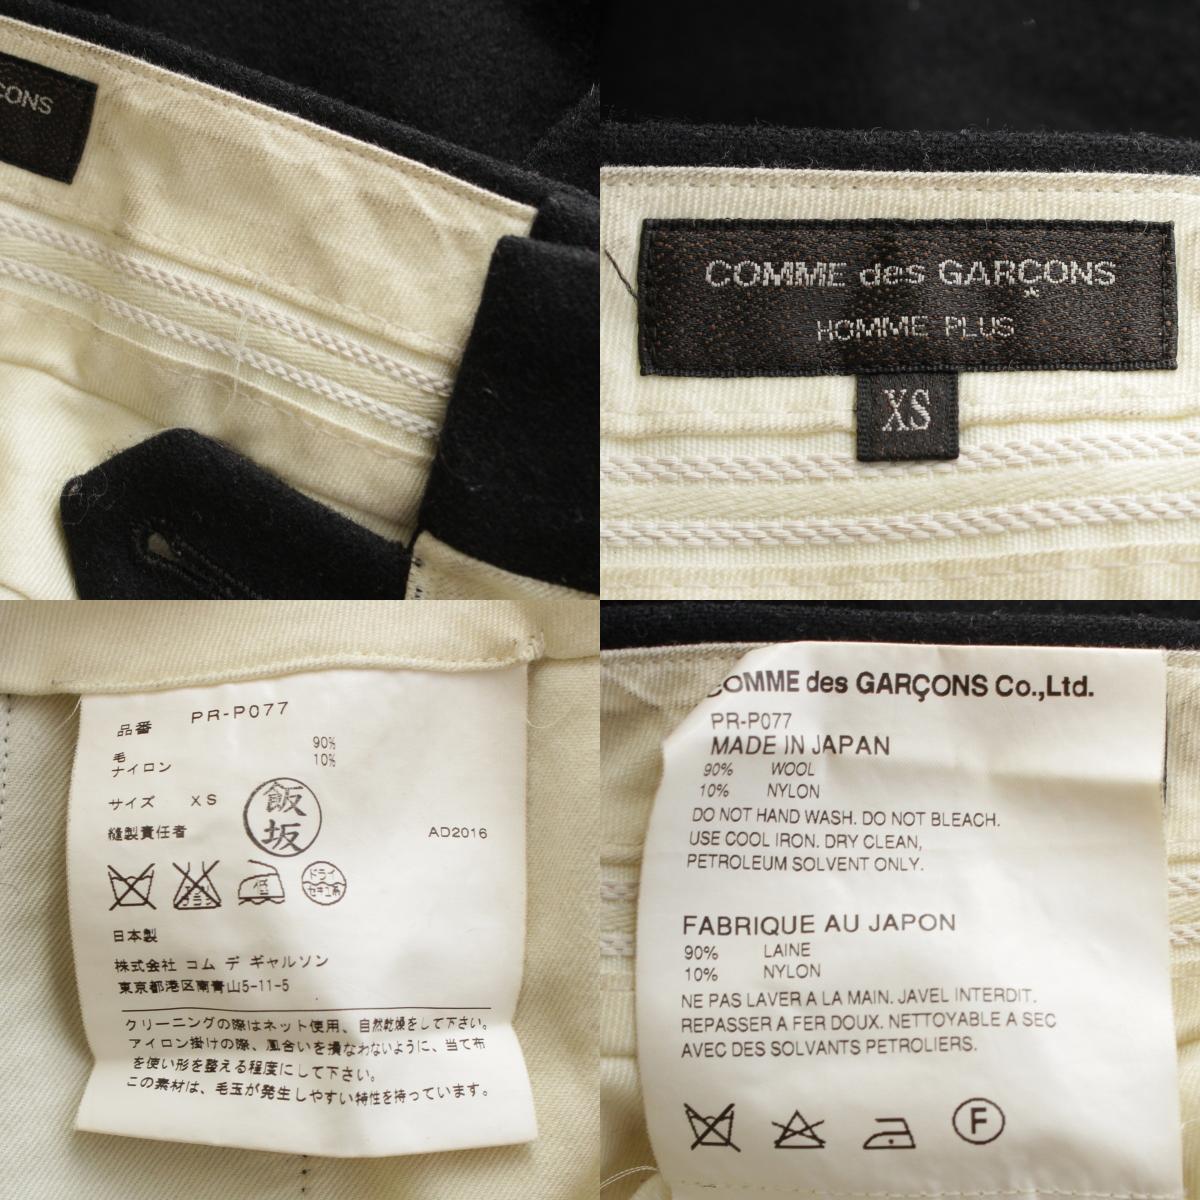 CONS
COMME des GARÇONS
HOMME PLUS
XS
品番 PR-P077
毛 90%
ナイロン 10%
サイズ XS
縫製責任者 飯坂
AD2016
低
ドライ
セキユ系
日本製
株式会社 コム デ ギャルソン
東京都港区南青山5-11-5
クリーニングの際はネット使用、自然乾燥をして下さい。
アイロン掛けの際、風合いを損なわないように、当て布
を使い形を整える程度にして下さい。
この素材は、毛玉が発生しやすい特性を持っています。
COMME des GARÇONS Co.,Ltd.
PR-P077
MADE IN JAPAN
90% WOOL
10% NYLON
DO NOT HAND WASH. DO NOT BLEACH.
USE COOL IRON. DRY CLEAN,
PETROLEUM SOLVENT ONLY.
FABRIQUE AU JAPON
90% LAINE
10% NYLON
NE PAS LAVER A LA MAIN. JAVEL INTERDIT.
REPASSER A FER DOUX. NETTOYABLE A SEC
AVEC DES SOLVANTS PETROLIERS.
F